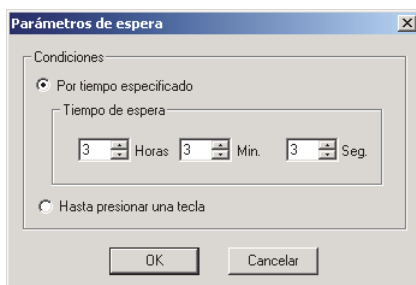 Parámetros de espera
Condiciones
Por tiempo especificado
Tiempo de espera
3 Horas 3 Min. 3 Seg.
Hasta presionar una tecla
OK Cancelar